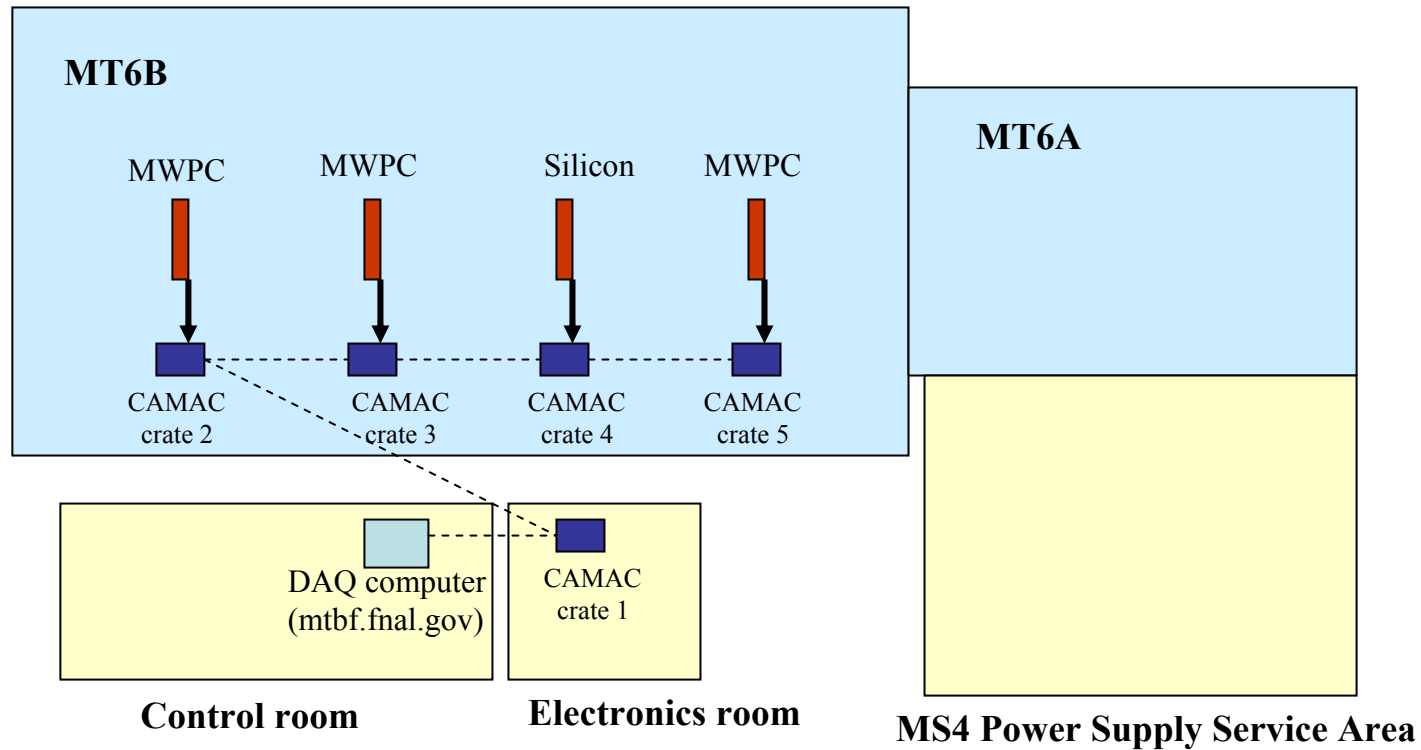 MT6B
MT6A
MWPC
MWPC
Silicon
MWPC
CAMAC
crate 2
CAMAC
crate 3
CAMAC
crate 4
CAMAC
crate 5
DAQ computer
(mtbf.fnal.gov)
CAMAC
crate 1
Control room
Electronics room
MS4 Power Supply Service Area